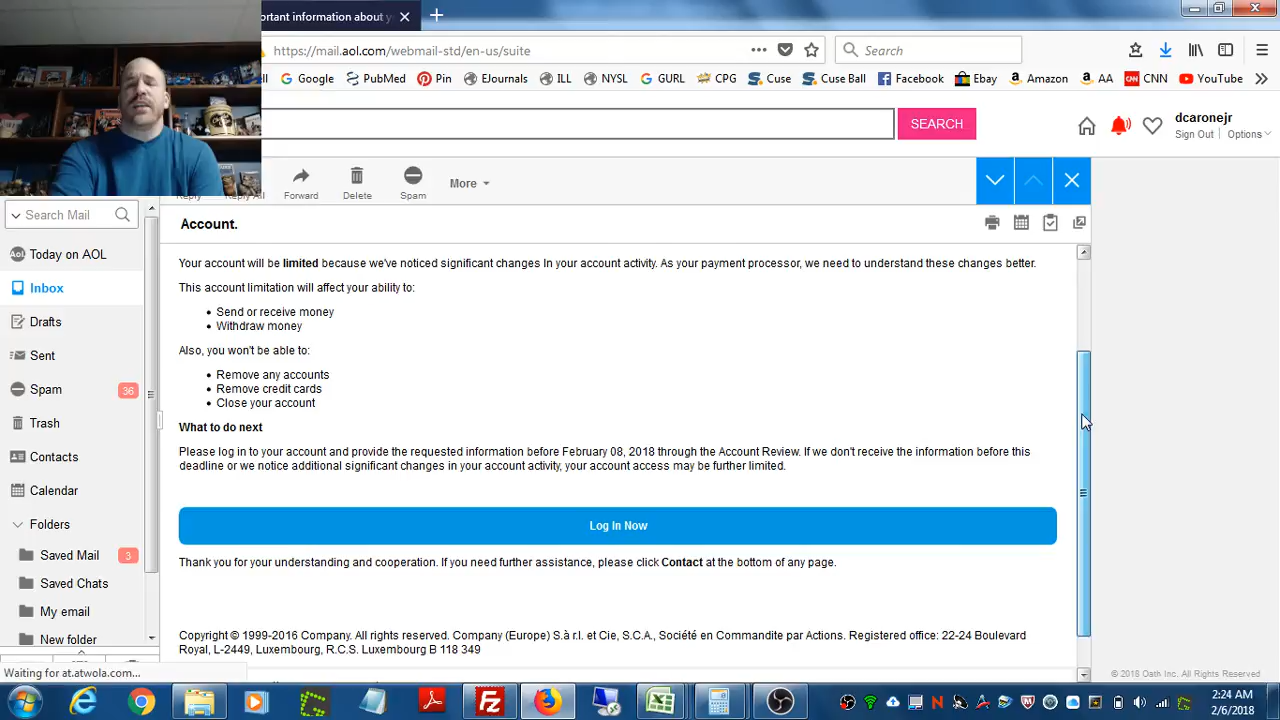 ortant information about y
https://mail.aol.com/webmail-std/en-us/suite
Search
Google PubMed Pin EJournals ILL NYSL GURL CPG Cuse Cuse Ball Facebook Ebay Amazon AA CNN YouTube
SEARCH
dcaronejr
Sign Out Options
Reply Reply All Forward Delete Spam More
Search Mail
Account.
Today on AOL
Inbox
Drafts
Sent
Spam 36
Trash
Contacts
Calendar
Folders
Saved Mail 3
Saved Chats
My email
New folder
Your account will be limited because we've noticed significant changes In your account activity. As your payment processor, we need to understand these changes better.
This account limitation will affect your ability to:
• Send or receive money
• Withdraw money
Also, you won't be able to:
• Remove any accounts
• Remove credit cards
• Close your account
What to do next
Please log in to your account and provide the requested information before February 08, 2018 through the Account Review. If we don't receive the information before this
deadline or we notice additional significant changes in your account activity, your account access may be further limited.
Log In Now
Thank you for your understanding and cooperation. If you need further assistance, please click Contact at the bottom of any page.
Copyright © 1999-2016 Company. All rights reserved. Company (Europe) S.à r.l. et Cie, S.C.A., Société en Commandite par Actions. Registered office: 22-24 Boulevard
Royal, L-2449, Luxembourg, R.C.S. Luxembourg B 118 349
Waiting for at.atwola.com...
© 2018 Oath Inc. All Rights Reserved
2:24 AM
2/6/2018